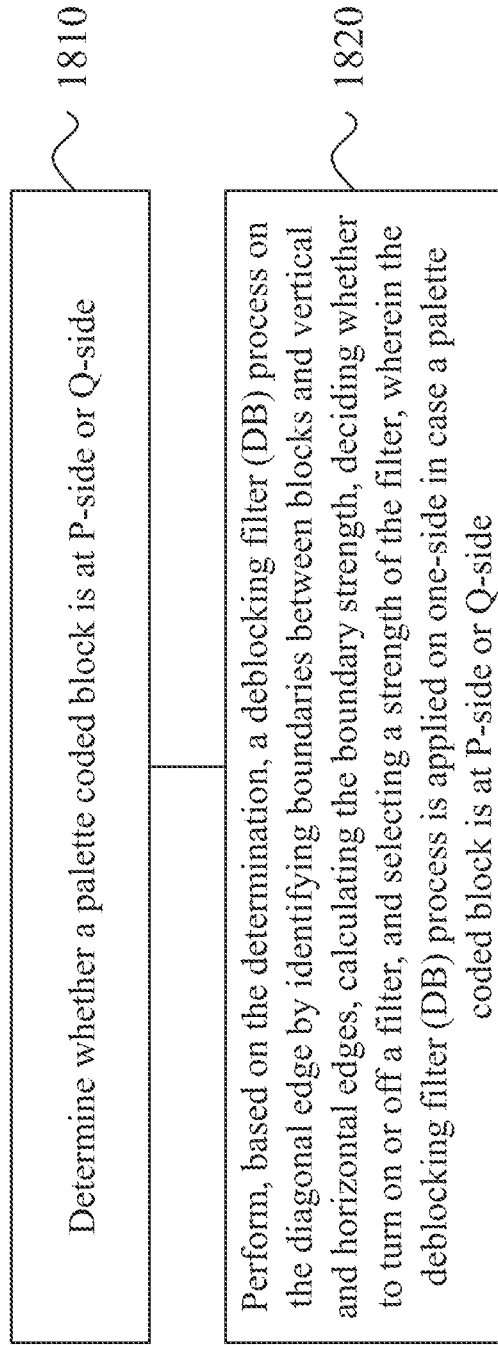 Determine whether a palette coded block is at P-side or Q-side
1810
Perform, based on the determination, a deblocking filter (DB) process on
the diagonal edge by identifying boundaries between blocks and vertical
and horizontal edges, calculating the boundary strength, deciding whether
to turn on or off a filter, and selecting a strength of the filter, wherein the
deblocking filter (DB) process is applied on one-side in case a palette
coded block is at P-side or Q-side
1820